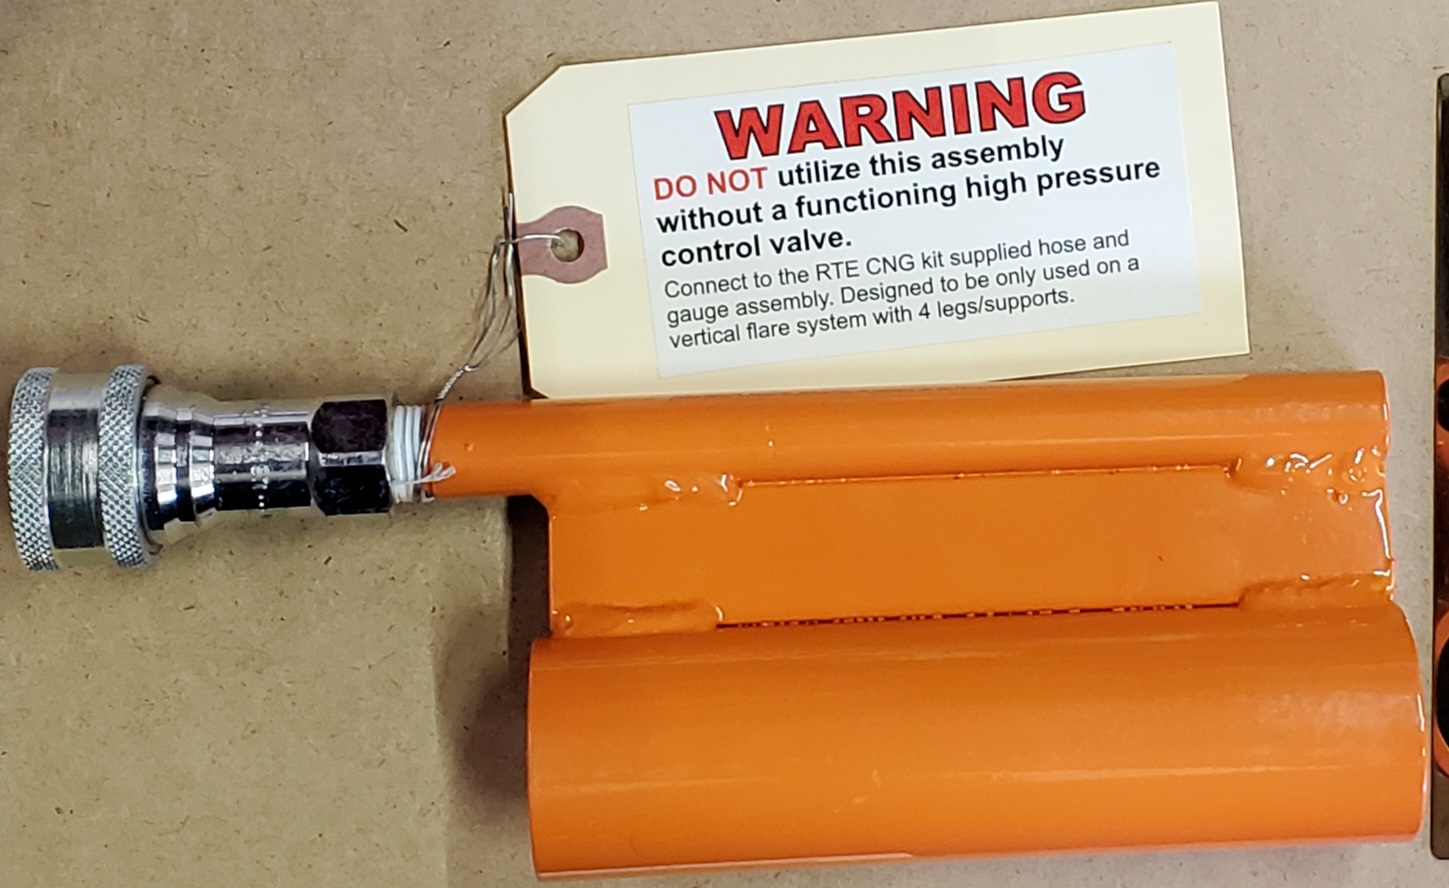 WARNING
DO NOT utilize this assembly
without a functioning high pressure
control valve.
Connect to the RTE CNG kit supplied hose and
gauge assembly. Designed to be only used on a
vertical flare system with 4 legs/supports.